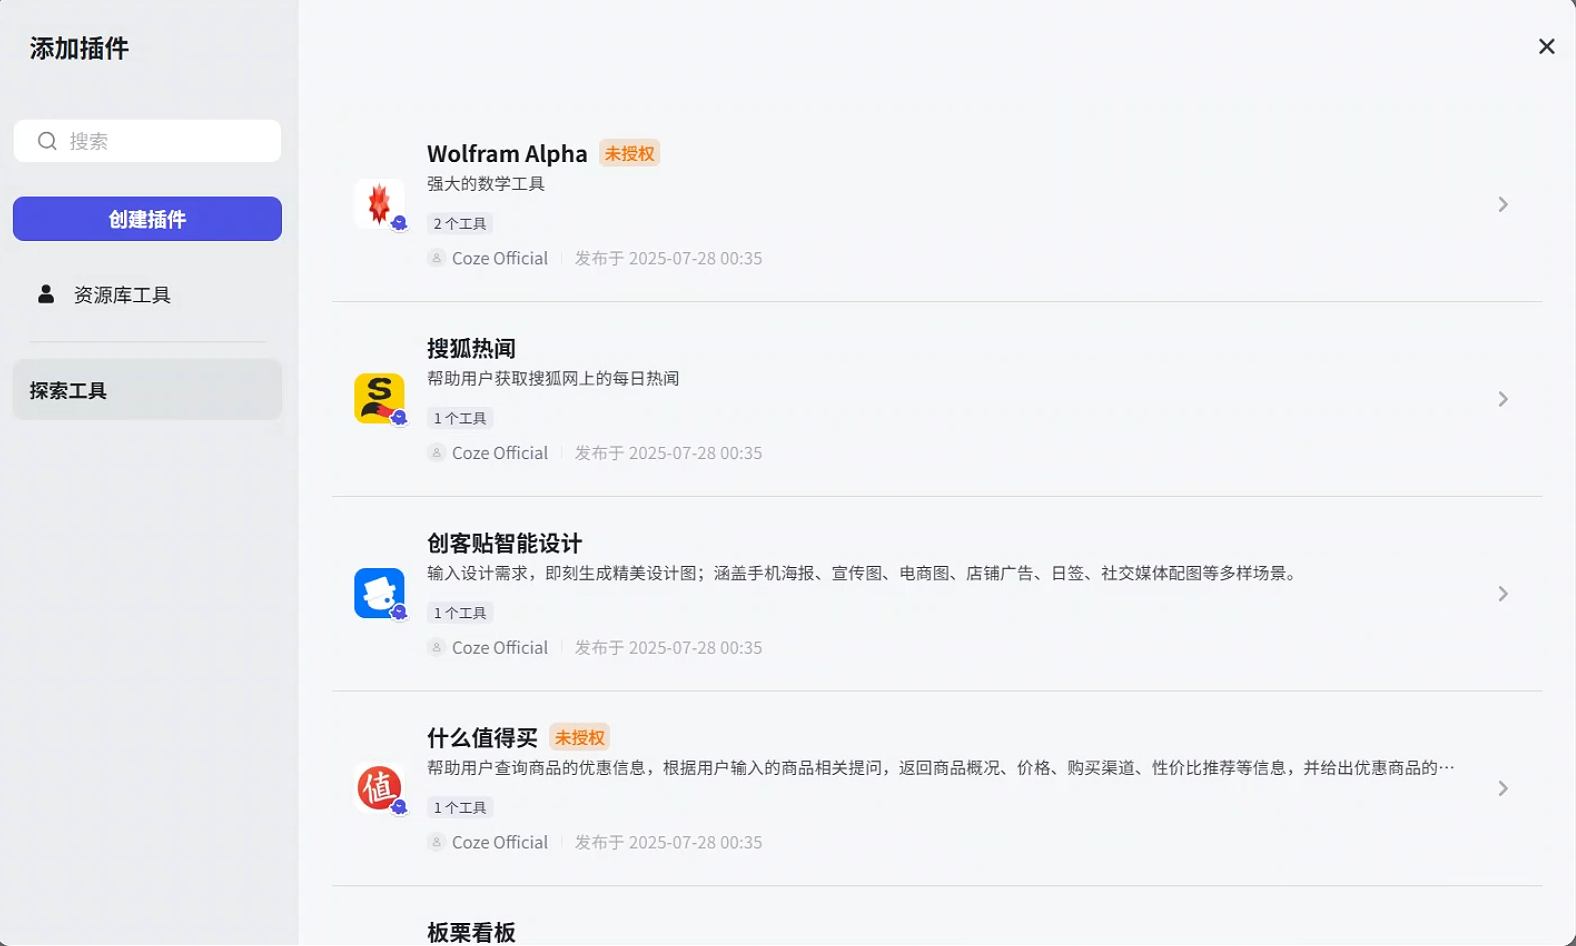 添加插件
搜索
创建插件
资源库工具
探索工具
Wolfram Alpha 未授权
强大的数学工具
2 个工具
Coze Official 发布于 2025-07-28 00:35
搜狐热闻
帮助用户获取搜狐网上的每日热闻
1 个工具
Coze Official 发布于 2025-07-28 00:35
创客贴智能设计
输入设计需求，即刻生成精美设计图；涵盖手机海报、宣传图、电商图、店铺广告、日签、社交媒体配图等多样场景。
1 个工具
Coze Official 发布于 2025-07-28 00:35
什么值得买 未授权
帮助用户查询商品的优惠信息，根据用户输入的商品相关提问，返回商品概况、价格、购买渠道、性价比推荐等信息，并给出优惠商品的…
值
1 个工具
Coze Official 发布于 2025-07-28 00:35
板栗看板